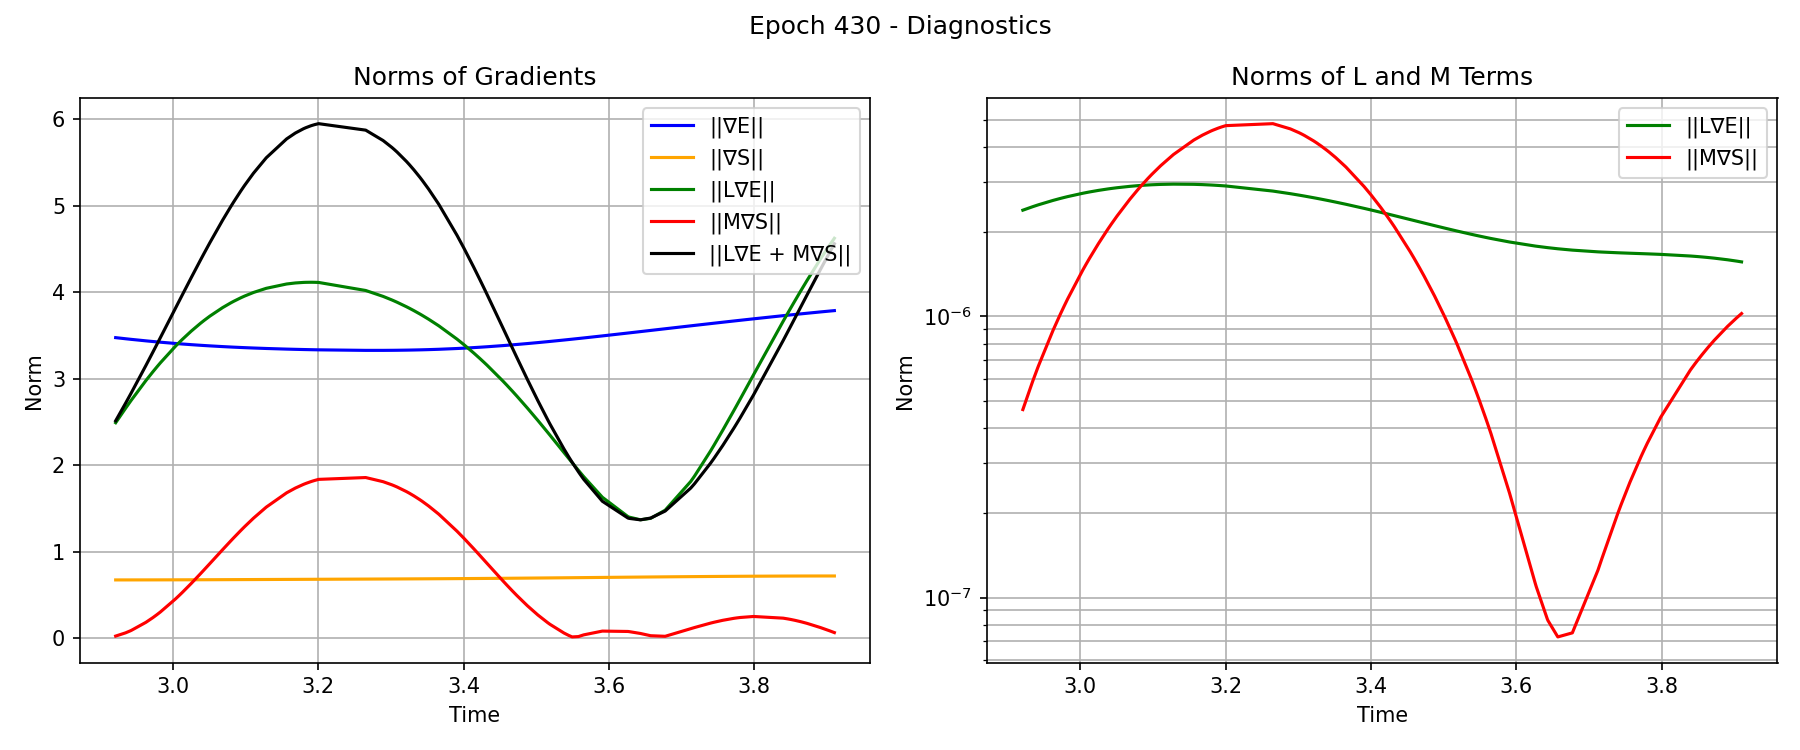 Epoch 430 - Diagnostics
Norms of Gradients
6
5
4
3
2
1
0
Norm
3.0 3.2 3.4 3.6 3.8
Time
||∇E||
||∇S||
||L∇E||
||M∇S||
||L∇E + M∇S||
Norms of L and M Terms
10⁻⁶
10⁻⁷
Norm
3.0 3.2 3.4 3.6 3.8
Time
||L∇E||
||M∇S||